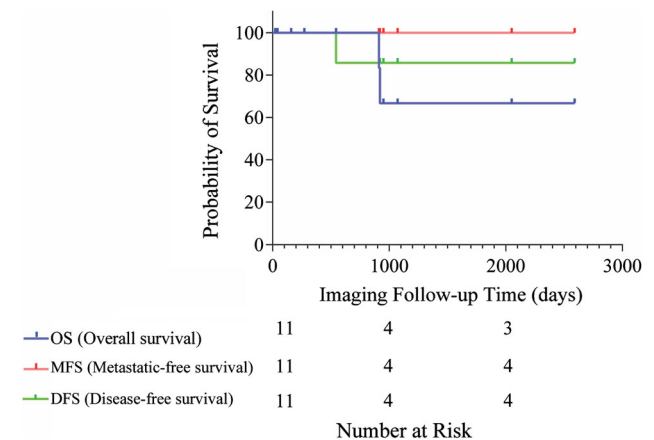 Probability of Survival
100
80
60
40
20
0
0 1000 2000 3000
Imaging Follow-up Time (days)
OS (Overall survival) 11 4 3
MFS (Metastatic-free survival) 11 4 4
DFS (Disease-free survival) 11 4 4
Number at Risk